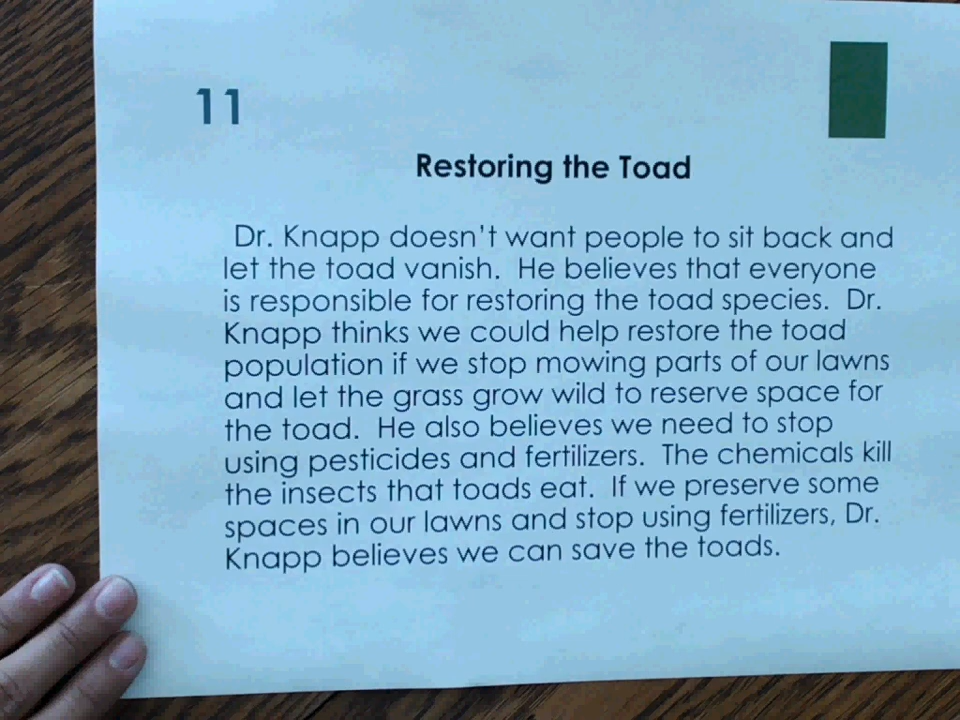 11
Restoring the Toad
Dr. Knapp doesn't want people to sit back and
let the toad vanish.  He believes that everyone
is responsible for restoring the toad species.  Dr.
Knapp thinks we could help restore the toad
population if we stop mowing parts of our lawns
and let the grass grow wild to reserve space for
the toad.  He also believes we need to stop
using pesticides and fertilizers.  The chemicals kill
the insects that toads eat.  If we preserve some
spaces in our lawns and stop using fertilizers, Dr.
Knapp believes we can save the toads.